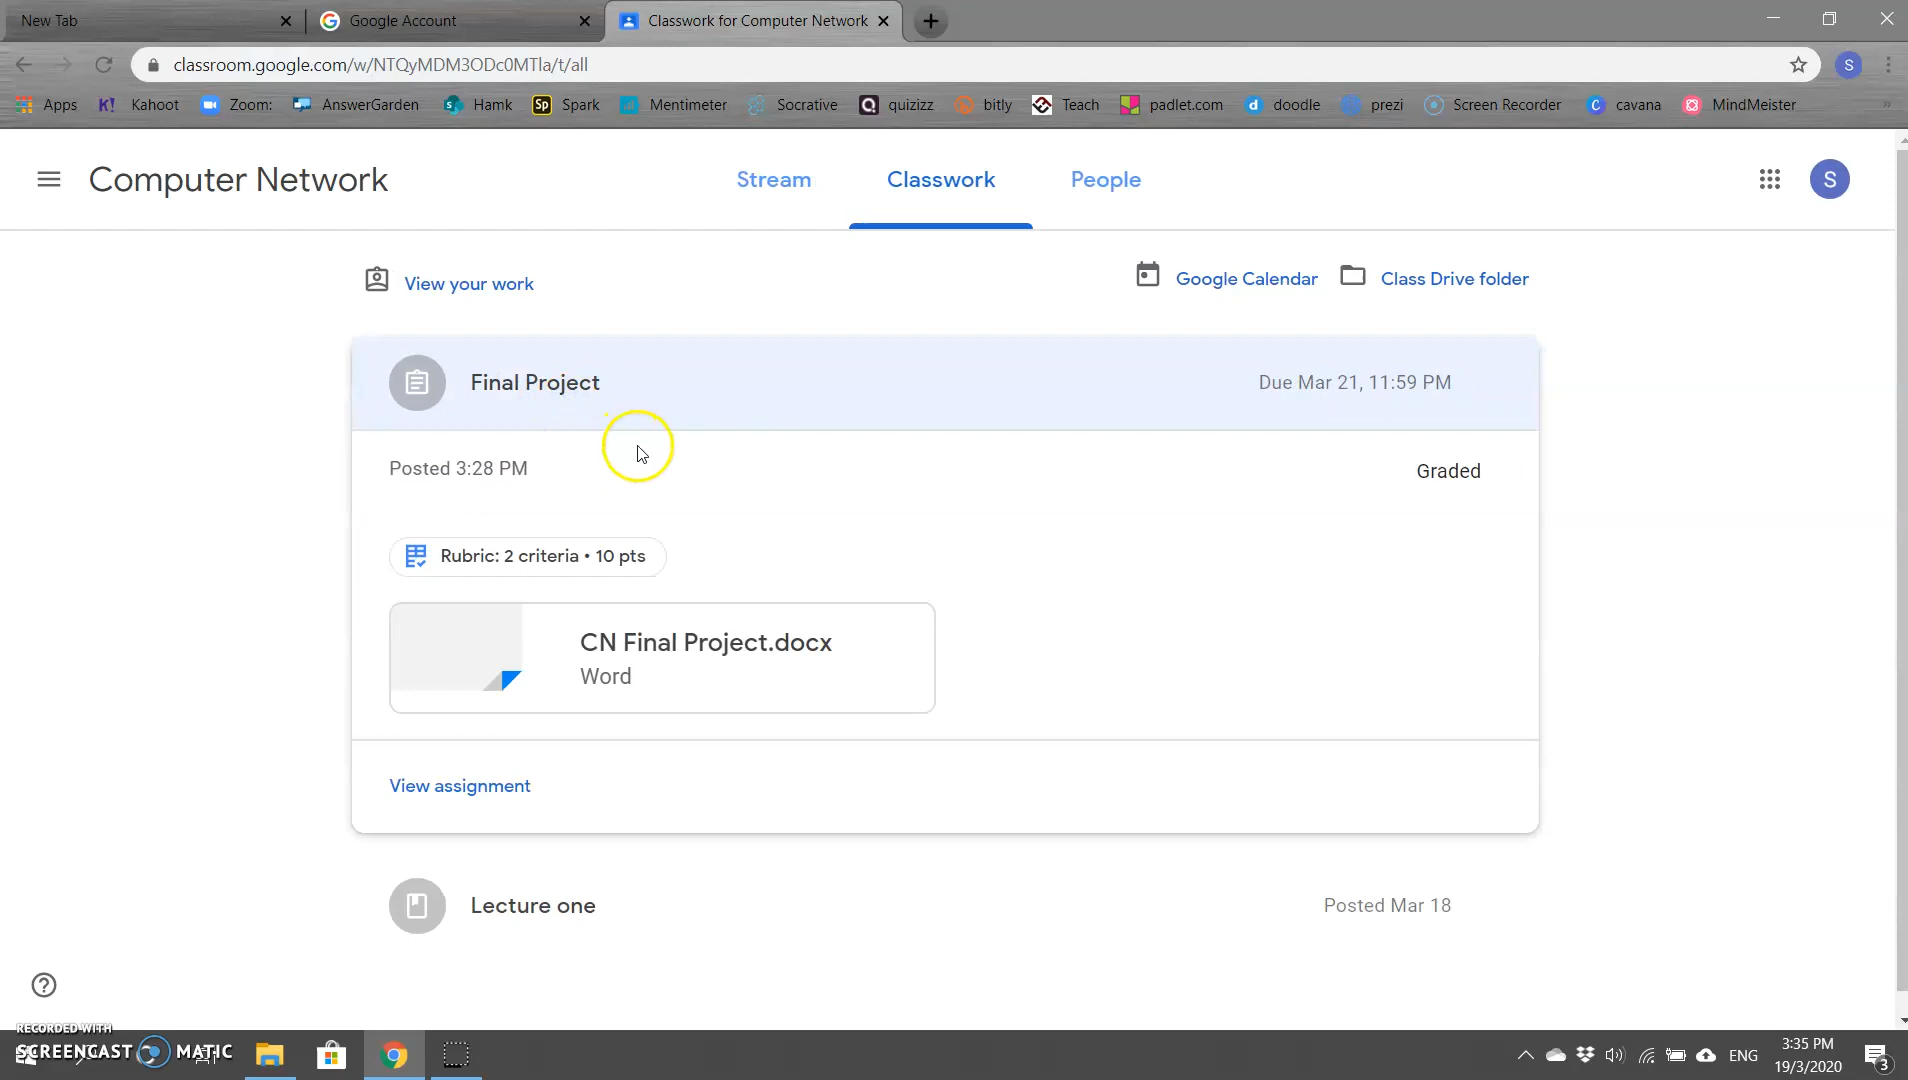 New Tab
Google Account
Classwork for Computer Network
classroom.google.com/w/NTQyMDM3ODc0MTla/t/all
S
Apps Kahoot Zoom: AnswerGarden Hamk Spark Mentimeter Socrative quizizz bitly Teach padlet.com doodle prezi Screen Recorder cavana MindMeister
Computer Network
Stream
Classwork
People
S
View your work
Google Calendar
Class Drive folder
Final Project
Due Mar 21, 11:59 PM
Posted 3:28 PM
Graded
Rubric: 2 criteria • 10 pts
CN Final Project.docx
Word
View assignment
Lecture one
Posted Mar 18
RECORDED WITH
SCREENCAST MATIC
ENG
3:35 PM
19/3/2020
3